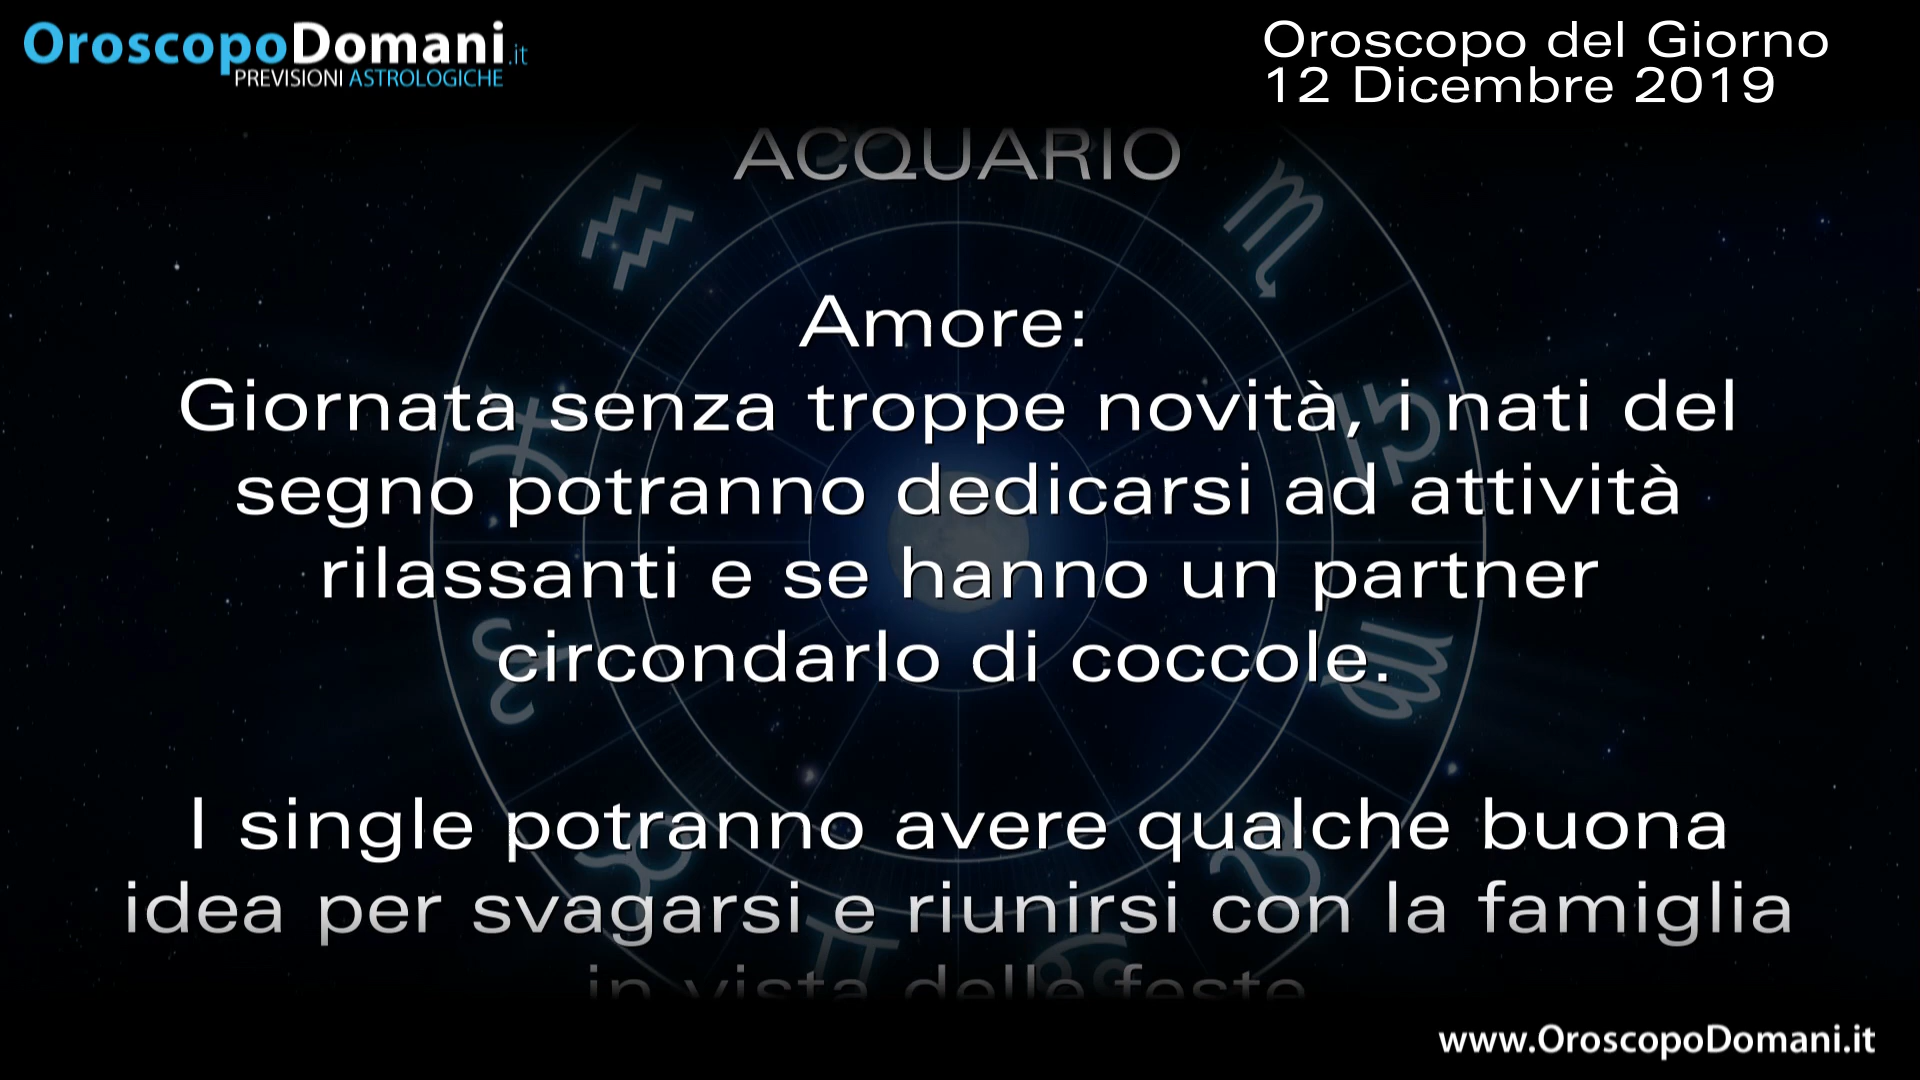 OroscopoDomani.it
PREVISIONI ASTROLOGICHE
Oroscopo del Giorno
12 Dicembre 2019
ACQUARIO
Amore:
Giornata senza troppe novità, i nati del
segno potranno dedicarsi ad attività
rilassanti e se hanno un partner
circondarlo di coccole.
I single potranno avere qualche buona
idea per svagarsi e riunirsi con la famiglia
in vista delle feste
www.OroscopoDomani.it